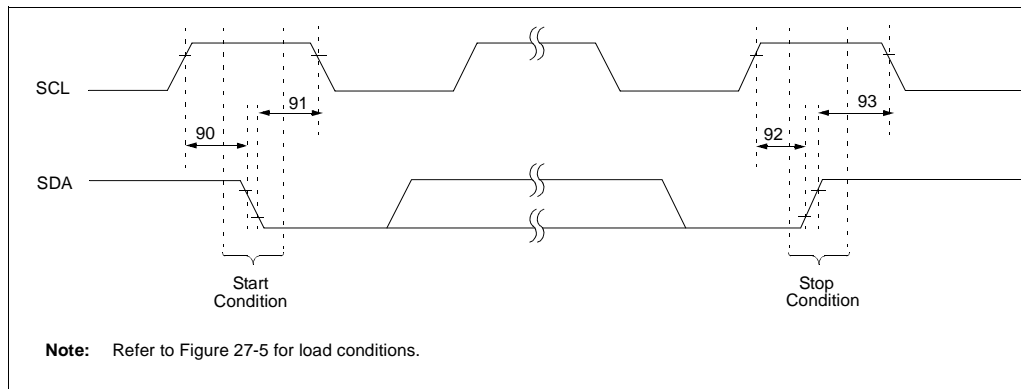 SCL
91
93
90
92
SDA
Start
Condition
Stop
Condition
Note: Refer to Figure 27-5 for load conditions.